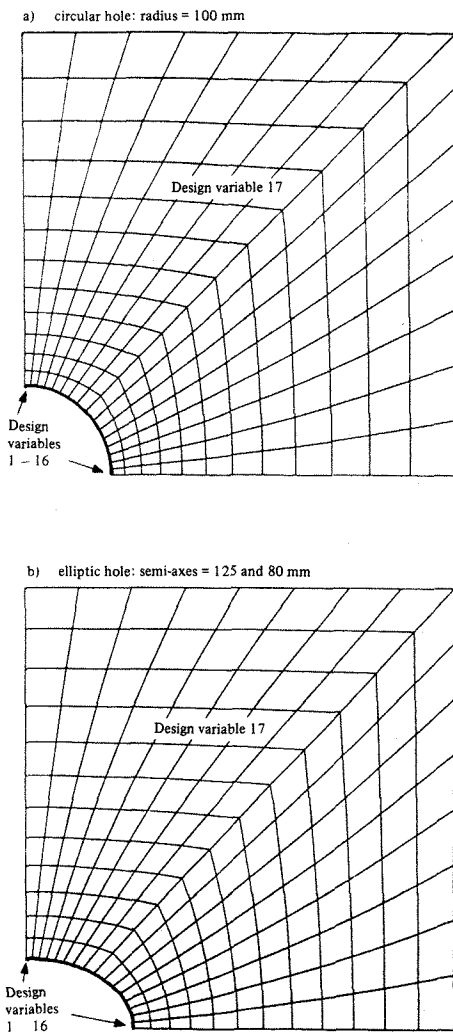 a) circular hole: radius = 100 mm
Design variable 17
Design
variables
1 – 16
b) elliptic hole: semi-axes = 125 and 80 mm
Design variable 17
Design
variables
1 16